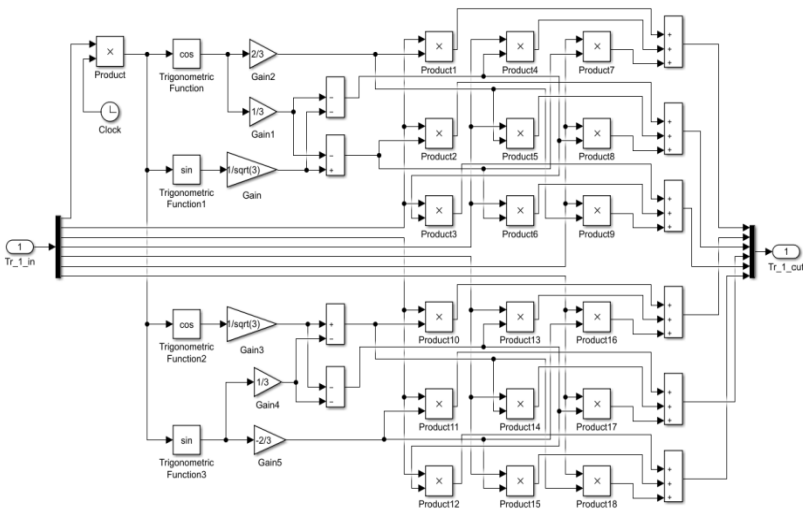 Product
Clock
cos
Trigonometric
Function
2/3
Gain2
1/3
Gain1
sin
Trigonometric
Function1
1/sqrt(3)
Gain
1
Tr_1_in
cos
Trigonometric
Function2
1/sqrt(3)
Gain3
1/3
Gain4
sin
Trigonometric
Function3
-2/3
Gain5
Product1
Product4
Product7
Product2
Product5
Product8
Product3
Product6
Product9
Product10
Product13
Product16
Product11
Product14
Product17
Product12
Product15
Product18
1
Tr_1_out